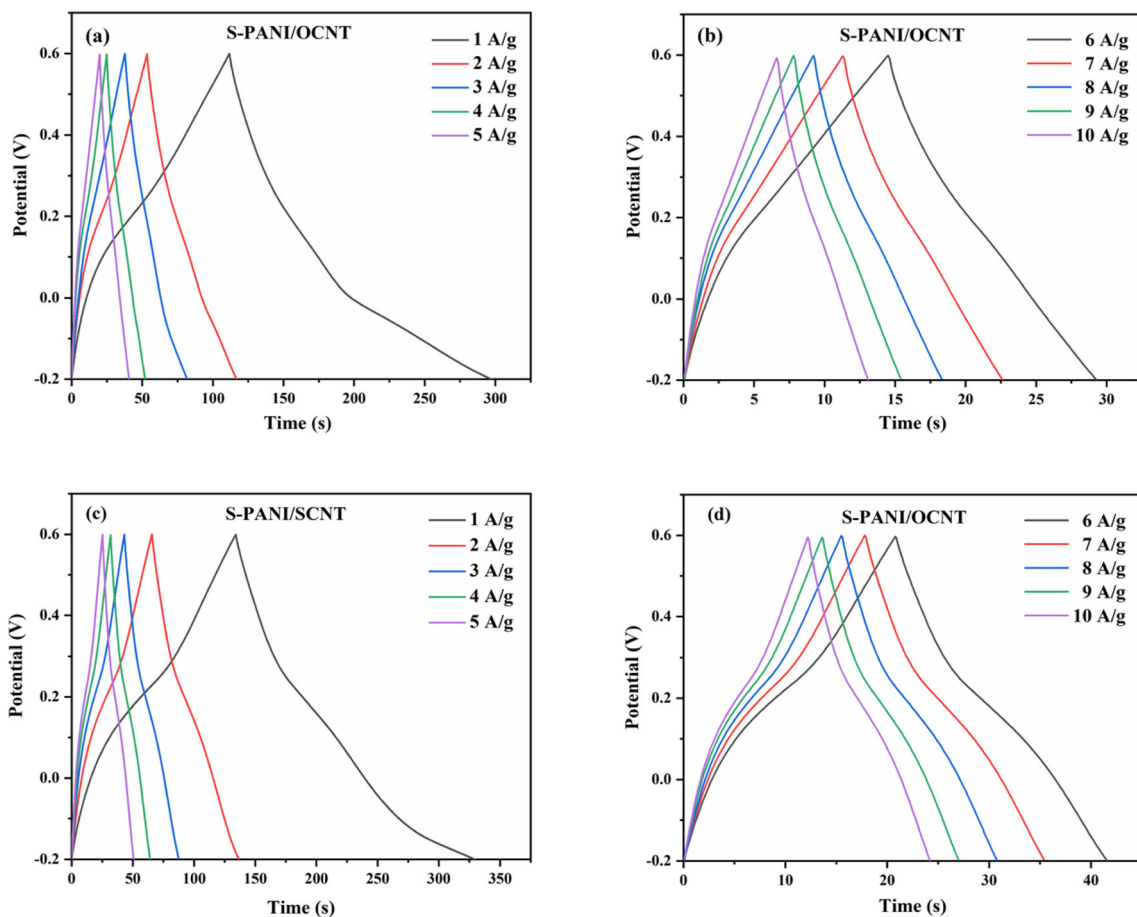 (a)
S-PANI/OCNT
1 A/g
2 A/g
3 A/g
4 A/g
5 A/g
Potential (V)
0.6
0.4
0.2
0.0
-0.2
0 50 100 150 200 250 300
Time (s)
(b)
S-PANI/OCNT
6 A/g
7 A/g
8 A/g
9 A/g
10 A/g
Potential (V)
0.6
0.4
0.2
0.0
-0.2
0 5 10 15 20 25 30
Time (s)
(c)
S-PANI/SCNT
1 A/g
2 A/g
3 A/g
4 A/g
5 A/g
Potential (V)
0.6
0.4
0.2
0.0
-0.2
0 50 100 150 200 250 300 350
Time (s)
(d)
S-PANI/OCNT
6 A/g
7 A/g
8 A/g
9 A/g
10 A/g
Potential (V)
0.6
0.4
0.2
0.0
-0.2
0 10 20 30 40
Time (s)